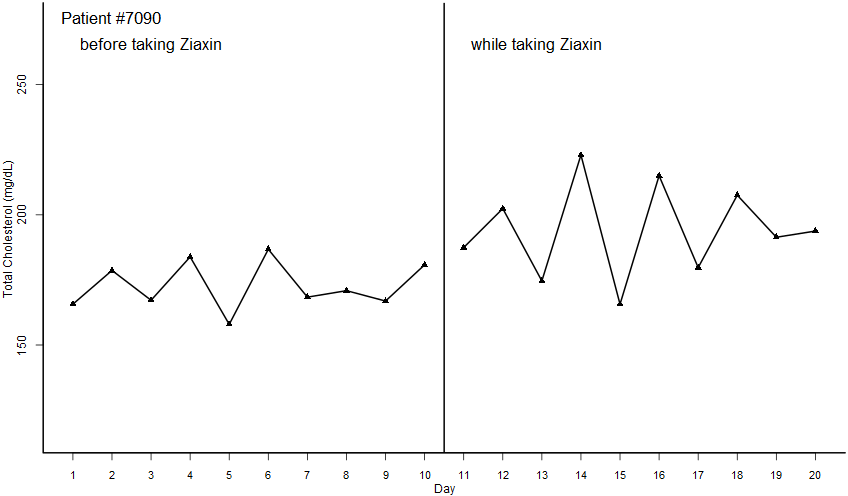 Patient #7090
before taking Ziaxin
while taking Ziaxin
Total Cholesterol (mg/dL)
250
200
150
1 2 3 4 5 6 7 8 9 10 11 12 13 14 15 16 17 18 19 20
Day